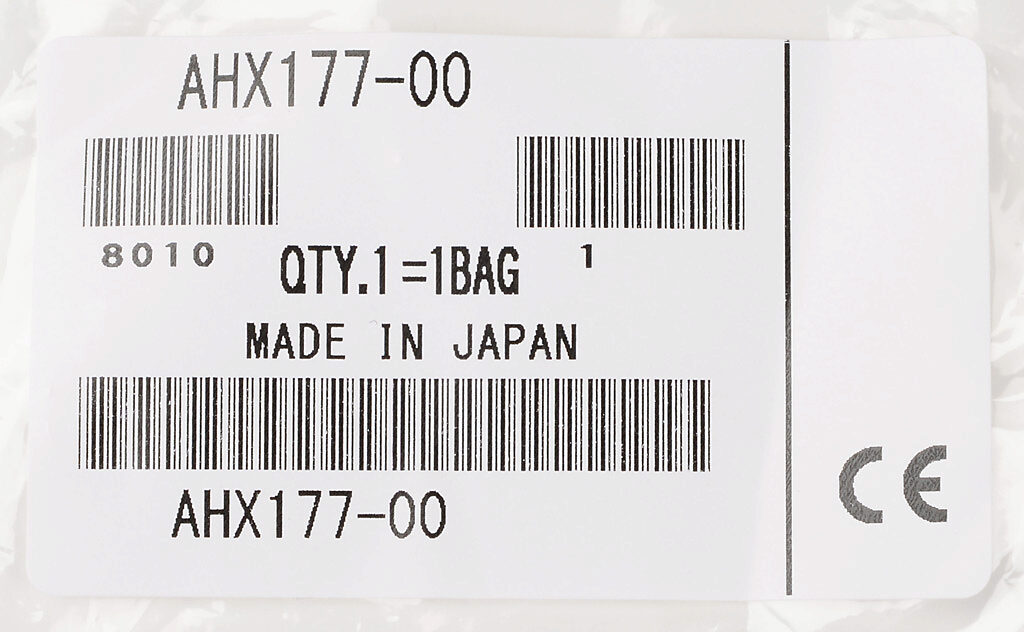 AHX177-00
8010
QTY.1=1BAG
1
MADE IN JAPAN
AHX177-00
CE